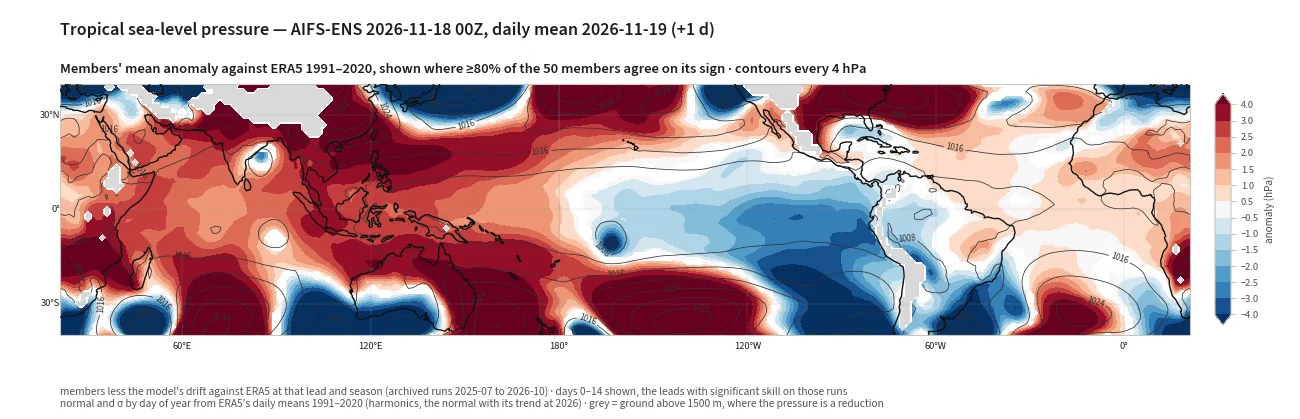 Tropical sea-level pressure — AIFS-ENS 2026-11-18 00Z, daily mean 2026-11-19 (+1 d)
Members' mean anomaly against ERA5 1991–2020, shown where ≥80% of the 50 members agree on its sign · contours every 4 hPa
30°N
0°
30°S
60°E
120°E
180°
120°W
60°W
0°
1016
1016
1016
1016
1016
1016
1016
1016
1008
1016
1024
4.0
3.0
2.5
2.0
1.5
1.0
0.5
−0.5
−1.0
−1.5
−2.0
−2.5
−3.0
−4.0
anomaly (hPa)
members less the model's drift against ERA5 at that lead and season (archived runs 2025-07 to 2026-10) · days 0–14 shown, the leads with significant skill on those runs
normal and σ by day of year from ERA5's daily means 1991–2020 (harmonics, the normal with its trend at 2026) · grey = ground above 1500 m, where the pressure is a reduction